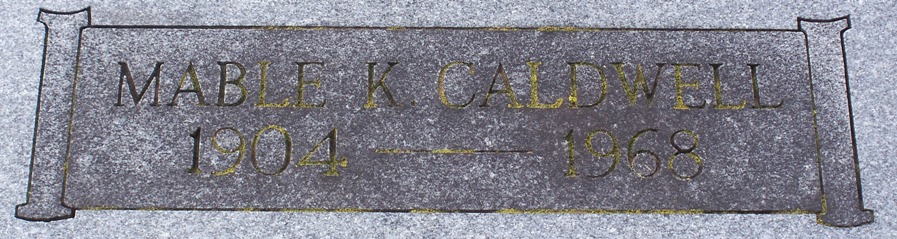 MABLE K. CALDWELL
1904 — 1968